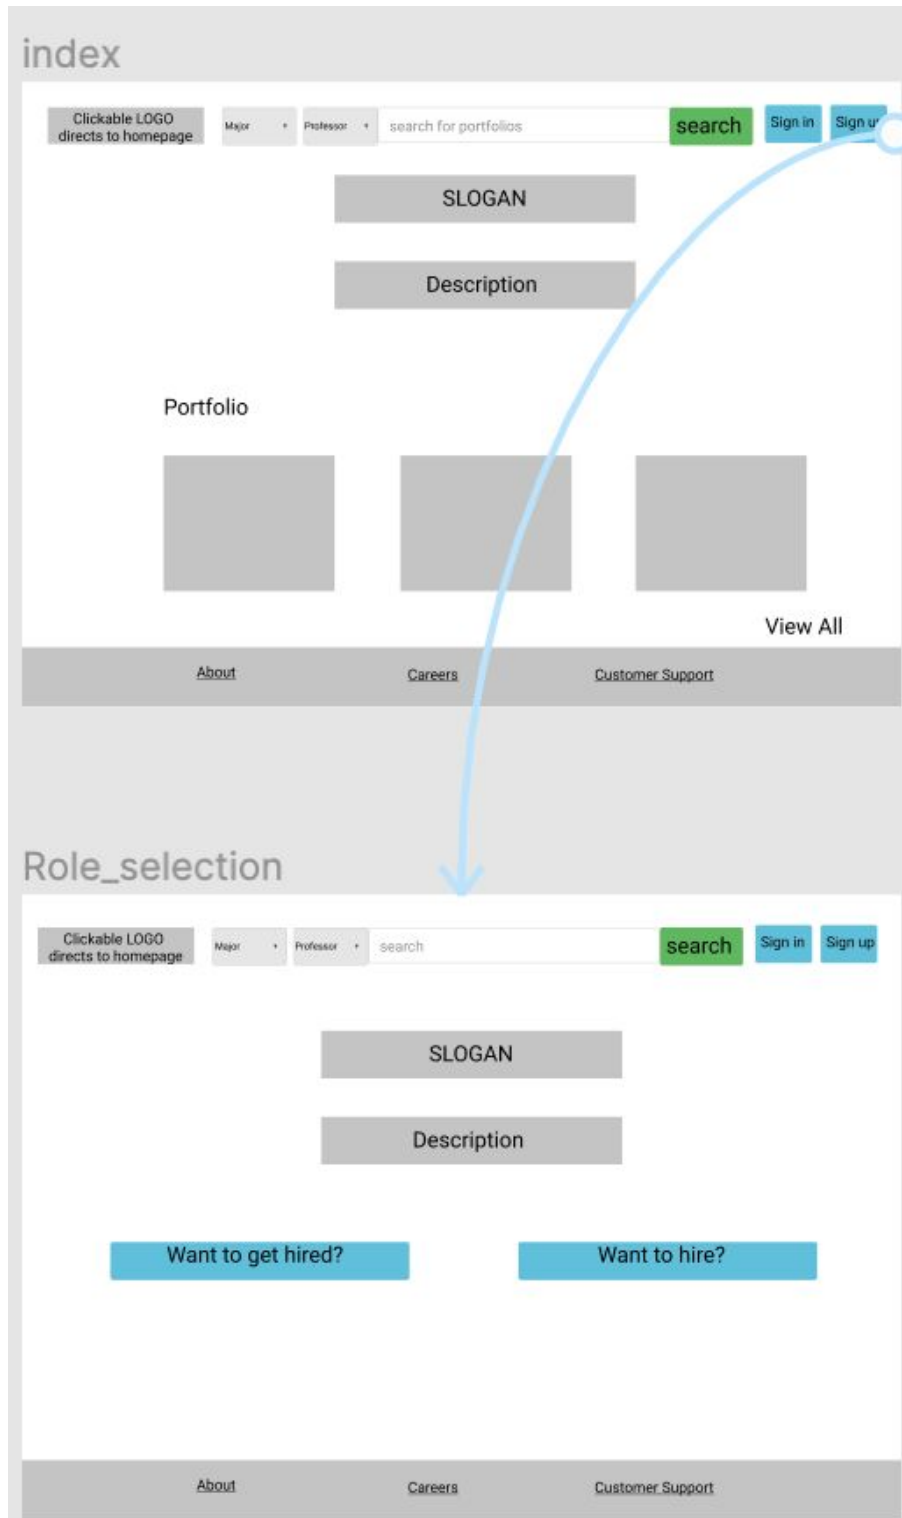 index
Clickable LOGO
directs to homepage
Major
Professor
search for portfolios
search
Sign in
Sign up
SLOGAN
Description
Portfolio
View All
About
Careers
Customer Support
Role_selection
Clickable LOGO
directs to homepage
Major
Professor
search
search
Sign in
Sign up
SLOGAN
Description
Want to get hired?
Want to hire?
About
Careers
Customer Support